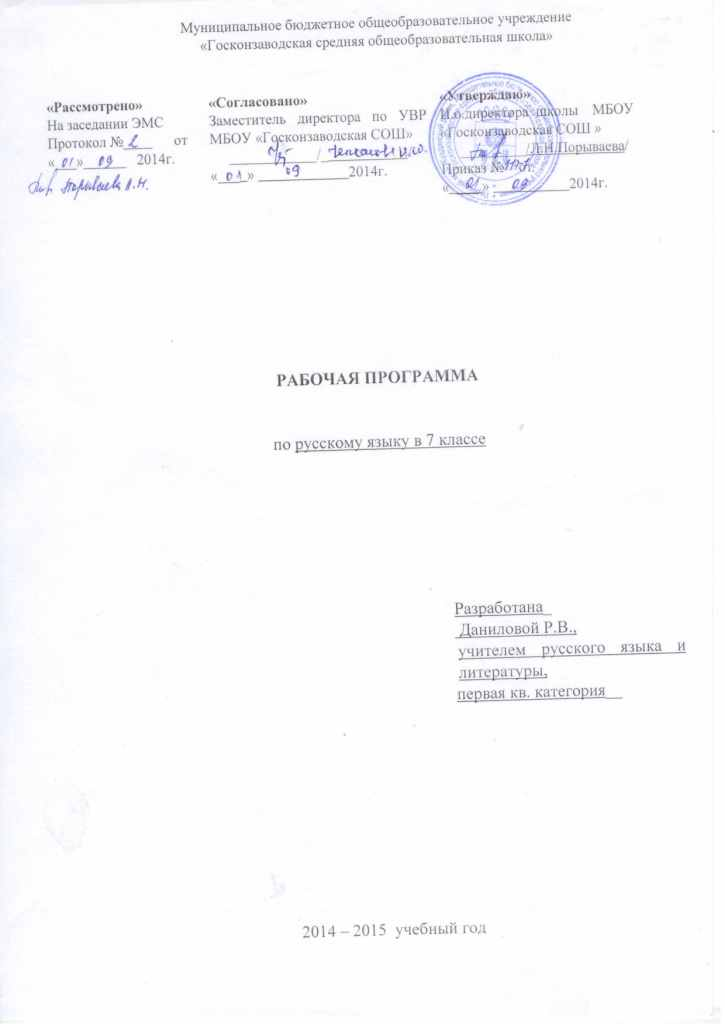 Муниципальное бюджетное общеобразовательное учреждение
«Госконзаводская средняя общеобразовательная школа»
«Рассмотрено»
На заседании ЭМС
Протокол № 2 от
« 01 » 09 2014г.
Порываева Л.Н.
«Согласовано»
Заместитель директора по УВР
МБОУ «Госконзаводская СОШ»
/
« 01 » 09 2014г.
«Утверждаю»
И.о.директора школы МБОУ
«Госконзаводская СОШ »
/Л.Н.Порываева/
Приказ №
« 01 » 09 2014г.
РАБОЧАЯ ПРОГРАММА
по русскому языку в 7 классе
Разработана
Даниловой Р.В.,
учителем русского языка и
литературы,
первая кв. категория
2014 – 2015 учебный год